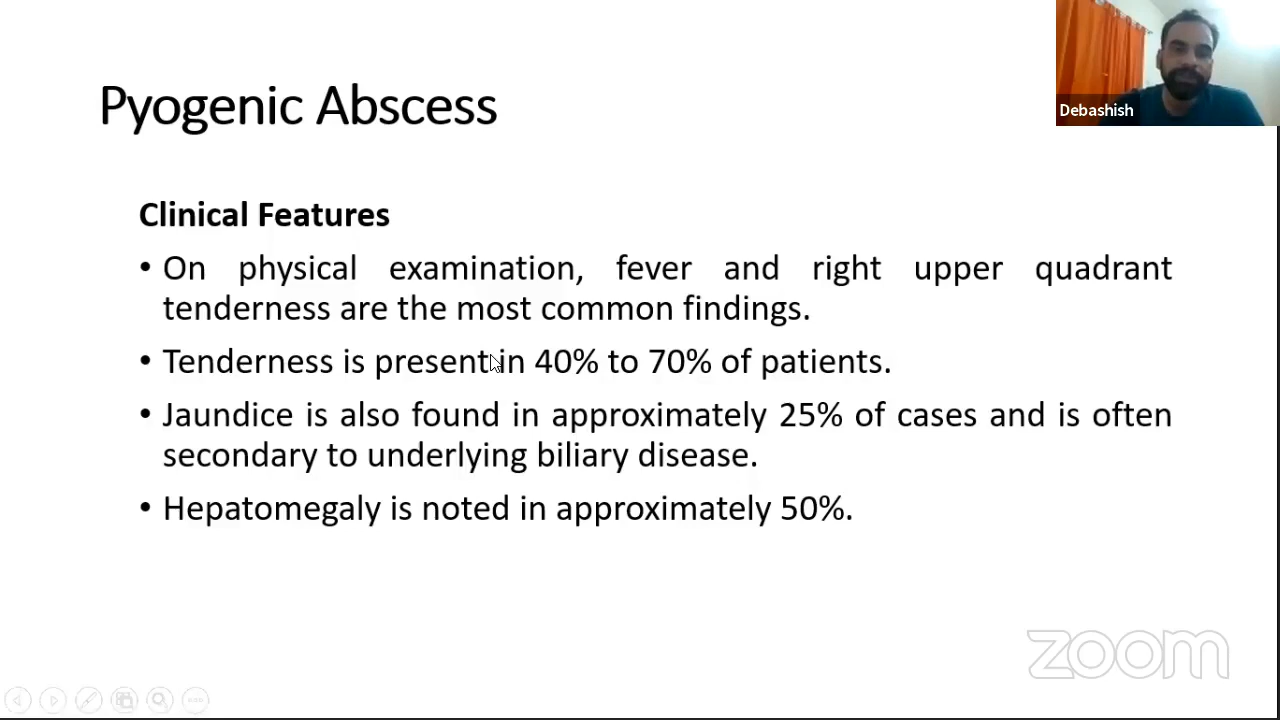 Pyogenic Abscess
Debashish
Clinical Features
• On physical examination, fever and right upper quadrant
tenderness are the most common findings.
• Tenderness is present in 40% to 70% of patients.
• Jaundice is also found in approximately 25% of cases and is often
secondary to underlying biliary disease.
• Hepatomegaly is noted in approximately 50%.
zoom